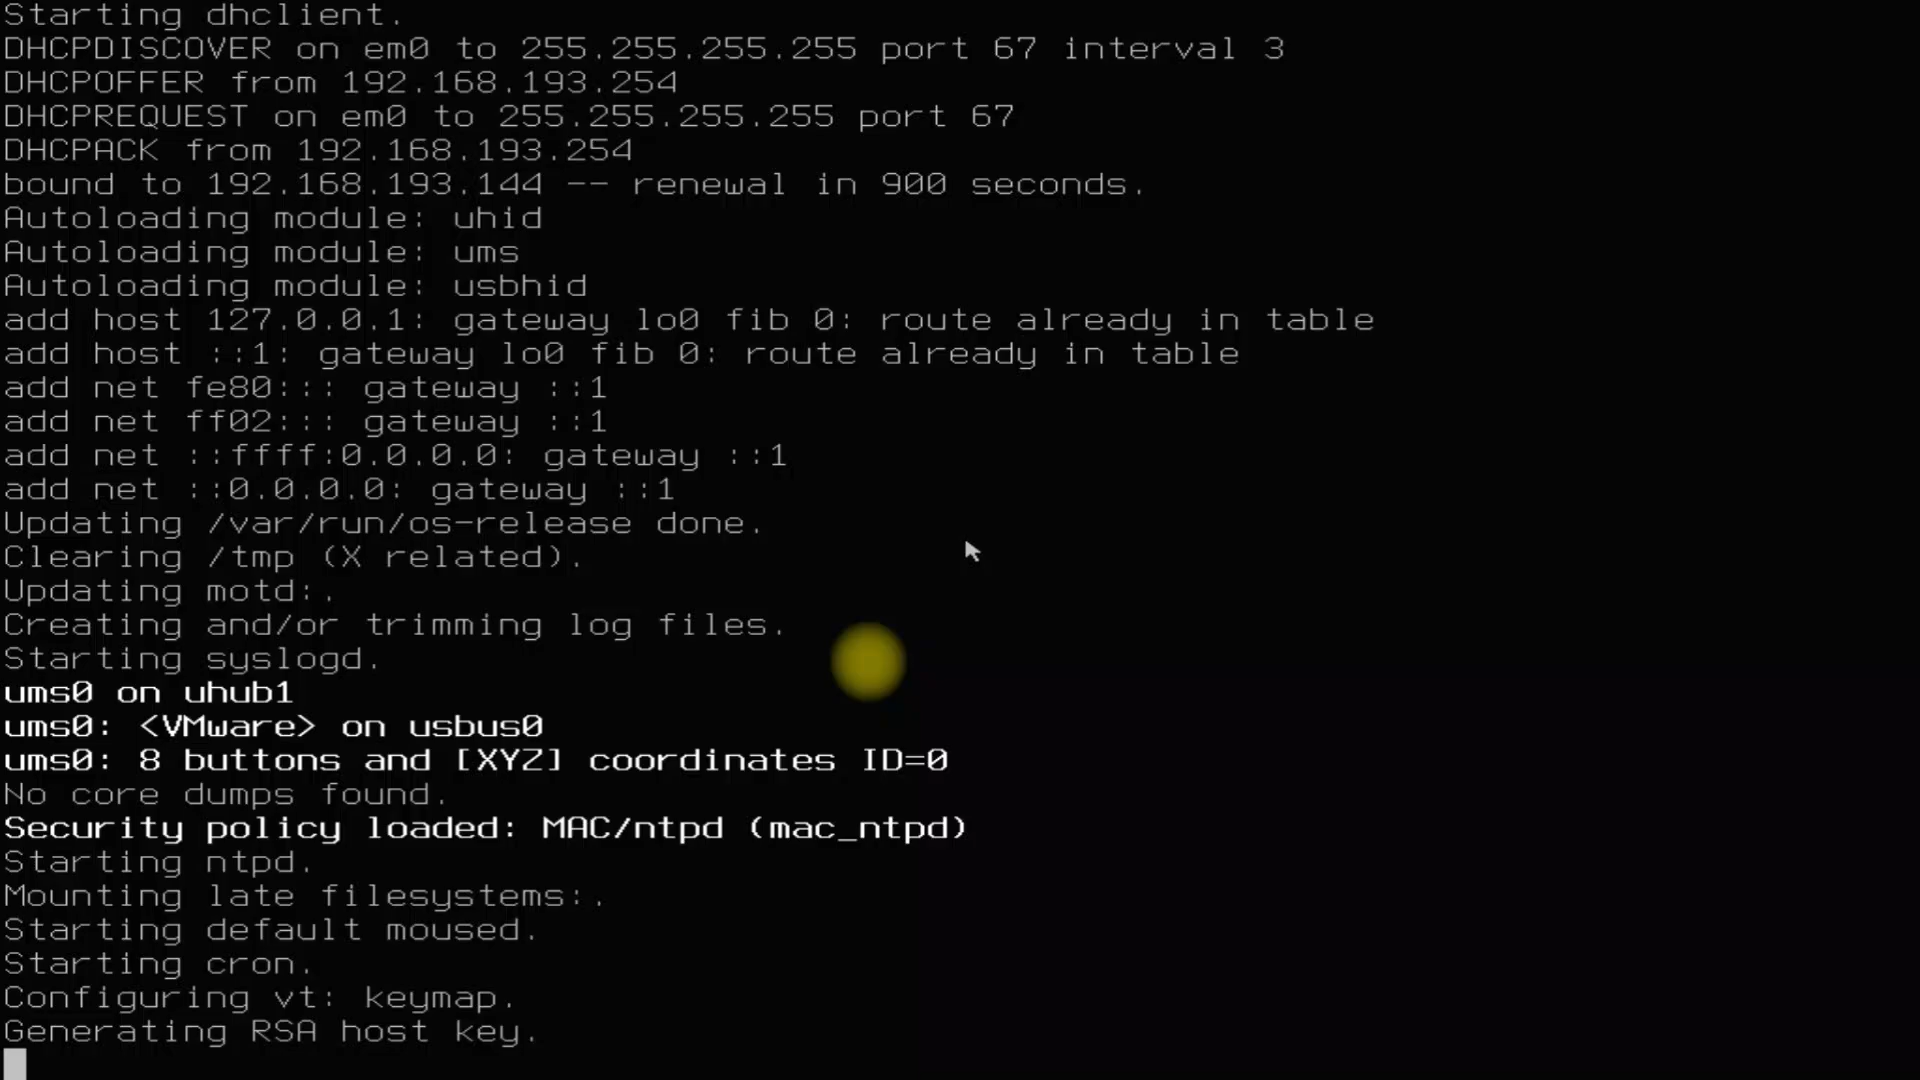 Starting dhclient.
DHCPDISCOVER on em0 to 255.255.255.255 port 67 interval 3
DHCPOFFER from 192.168.193.254
DHCPREQUEST on em0 to 255.255.255.255 port 67
DHCPACK from 192.168.193.254
bound to 192.168.193.144 -- renewal in 900 seconds.
Autoloading module: uhid
Autoloading module: ums
Autoloading module: usbhid
add host 127.0.0.1: gateway lo0 fib 0: route already in table
add host ::1: gateway lo0 fib 0: route already in table
add net fe80::: gateway ::1
add net ff02::: gateway ::1
add net ::ffff:0.0.0.0: gateway ::1
add net ::0.0.0.0: gateway ::1
Updating /var/run/os-release done.
Clearing /tmp (X related).
Updating motd:.
Creating and/or trimming log files.
Starting syslogd.
ums0 on uhub1
ums0: <VMware> on usbus0
ums0: 8 buttons and [XYZ] coordinates ID=0
No core dumps found.
Security policy loaded: MAC/ntpd (mac_ntpd)
Starting ntpd.
Mounting late filesystems:.
Starting default moused.
Starting cron.
Configuring vt: keymap.
Generating RSA host key.